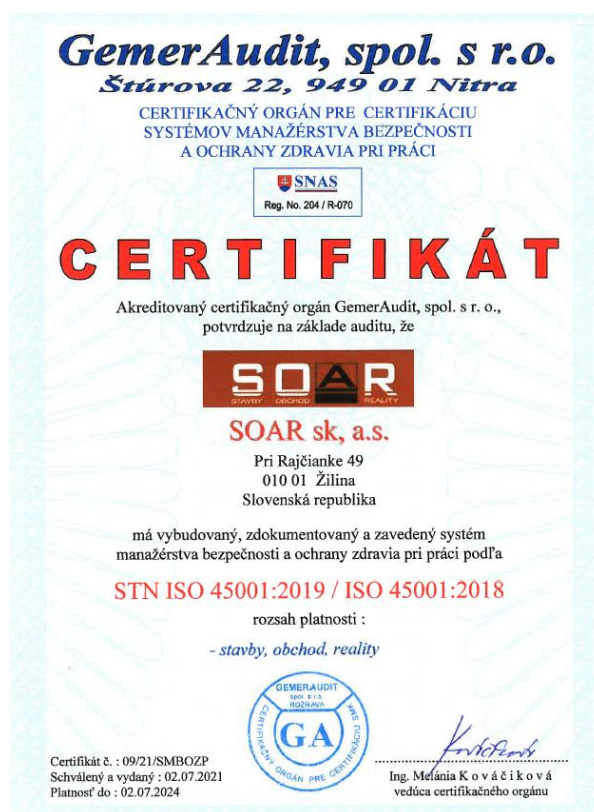 GemerAudit, spol. s r.o.
Štúrova 22, 949 01 Nitra
CERTIFIKAČNÝ ORGÁN PRE CERTIFIKÁCIU
SYSTÉMOV MANAŽÉRSTVA BEZPEČNOSTI
A OCHRANY ZDRAVIA PRI PRÁCI
SNAS
Reg. No. 204 / R-070
CERTIFIKÁT
Akreditovaný certifikačný orgán GemerAudit, spol. s r. o.,
potvrdzuje na základe auditu, že
SOAR
STAVBY OBCHOD REALITY
SOAR sk, a.s.
Pri Rajčianke 49
010 01 Žilina
Slovenská republika
má vybudovaný, zdokumentovaný a zavedený systém
manažérstva bezpečnosti a ochrany zdravia pri práci podľa
STN ISO 45001:2019 / ISO 45001:2018
rozsah platnosti :
- stavby, obchod, reality
GEMERAUDIT
spol. s r.o.
ROŽŇAVA
GA
CERTIFIKAČNÝ ORGÁN PRE CERTIFIKÁCIU SMK
Certifikát č. : 09/21/SMBOZP
Schválený a vydaný : 02.07.2021
Platnosť do : 02.07.2024
Ing. Melánia K o v á č i k o v á
vedúca certifikačného orgánu